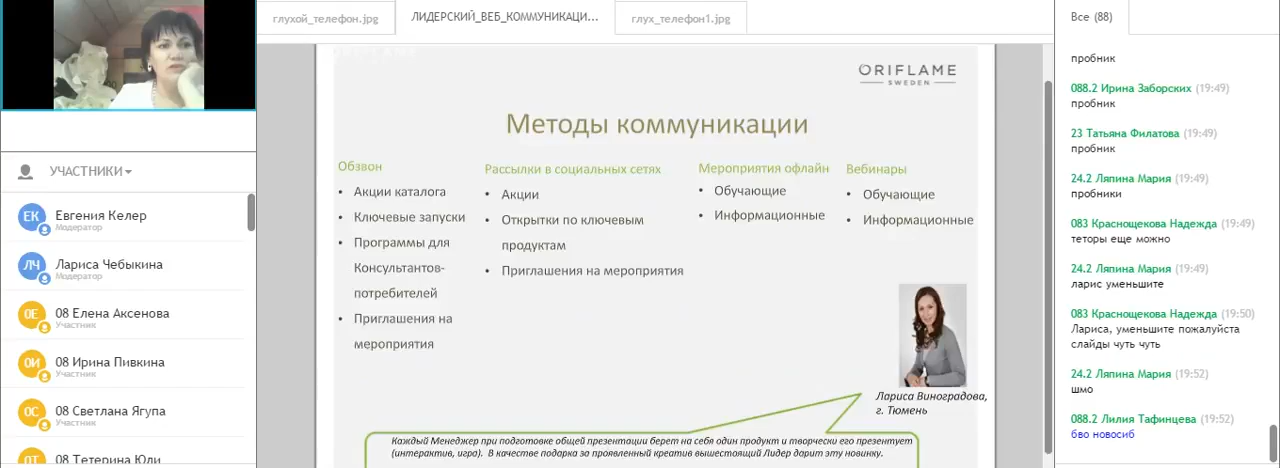 глухой_телефон.jpg
ЛИДЕРСКИЙ_ВЕБ_КОММУНИКАЦИ...
глух_телефон1.jpg
Все (88)
УЧАСТНИКИ
ЕК
Евгения Келер
Модератор
ЛЧ
Лариса Чебыкина
Модератор
ОЕ
08 Елена Аксенова
Участник
ОИ
08 Ирина Пивкина
Участник
ОС
08 Светлана Ягупа
Участник
ОТ
08 Тетерина Юли
Участник
ORIFLAME
SWEDEN
Методы коммуникации
Обзвон
• Акции каталога
• Ключевые запуски
• Программы для
Консультантов-
потребителей
• Приглашения на
мероприятия
Рассылки в социальных сетях
• Акции
• Открытки по ключевым
продуктам
• Приглашения на мероприятия
Мероприятия офлайн
• Обучающие
• Информационные
Вебинары
• Обучающие
• Информационные
Лариса Виноградова,
г. Тюмень
Каждый Менеджер при подготовке общей презентации берет на себя один продукт и творчески его презентует
(интерактив, игра). В качестве подарка за проявленный креатив вышестоящий Лидер дарит эту новинку.
пробник
088.2 Ирина Заборских (19:49)
пробник
23 Татьяна Филатова (19:49)
пробник
24.2 Ляпина Мария (19:49)
пробники
083 Краснощекова Надежда (19:49)
теторы еще можно
24.2 Ляпина Мария (19:49)
ларис уменьшите
083 Краснощекова Надежда (19:50)
Лариса, уменьшите пожалуйста
слайды чуть чуть
24.2 Ляпина Мария (19:52)
шмо
088.2 Лилия Тафинцева (19:52)
бво новосиб